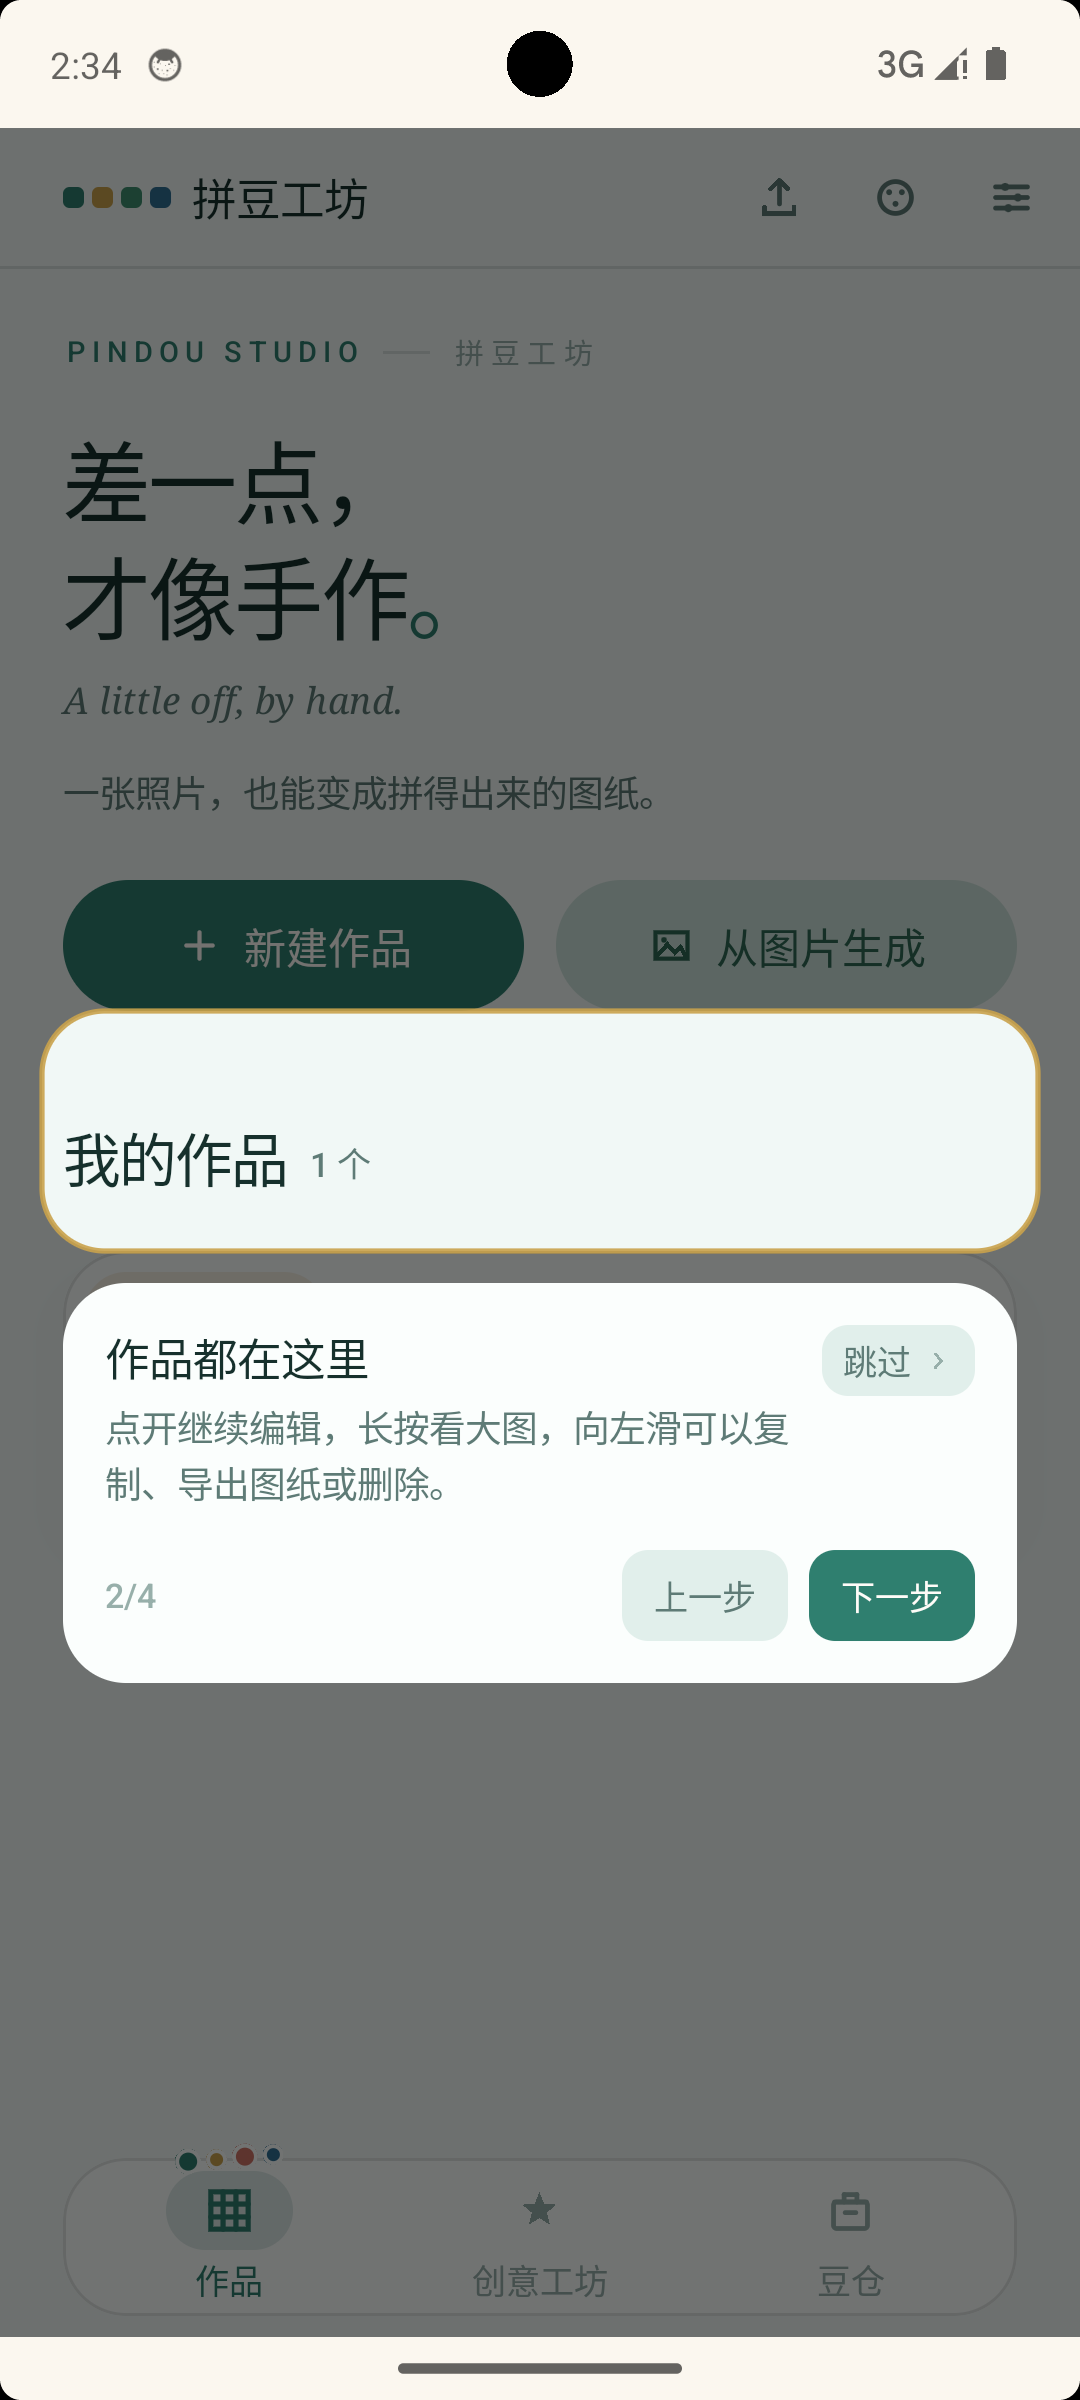 2:34
3G
拼豆工坊
PINDOU STUDIO 拼豆工坊
差一点，
才像手作。
A little off, by hand.
一张照片，也能变成拼得出来的图纸。
新建作品
从图片生成
我的作品 1 个
作品都在这里
跳过
点开继续编辑，长按看大图，向左滑可以复
制、导出图纸或删除。
2/4
上一步
下一步
作品
创意工坊
豆仓